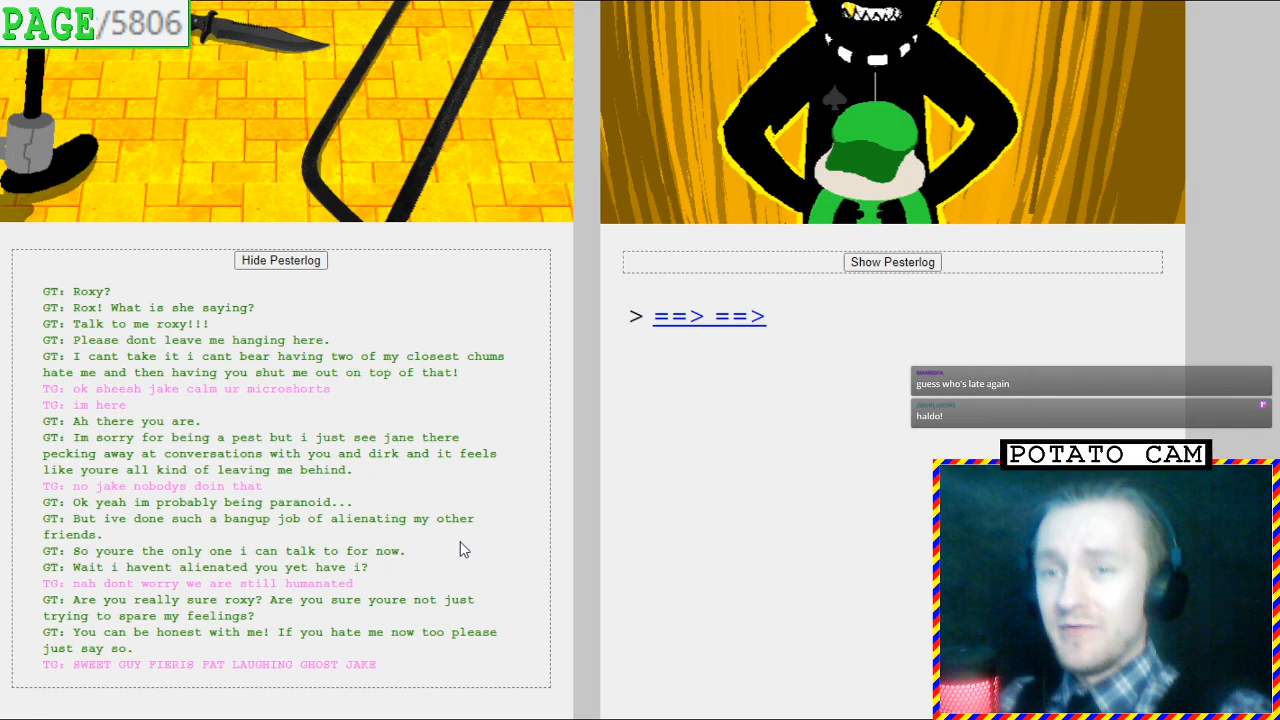 PAGE/5806
Hide Pesterlog
GT: Roxy?
GT: Rox! What is she saying?
GT: Talk to me roxy!!!
GT: Please dont leave me hanging here.
GT: I cant take it i cant bear having two of my closest chums
hate me and then having you shut me out on top of that!
TG: ok sheesh jake calm ur microshorts
TG: im here
GT: Ah there you are.
GT: Im sorry for being a pest but i just see jane there
pecking away at conversations with you and dirk and it feels
like youre all kind of leaving me behind.
TG: no jake nobodys doin that
GT: Ok yeah im probably being paranoid...
GT: But ive done such a bangup job of alienating my other
friends.
GT: So youre the only one i can talk to for now.
GT: Wait i havent alienated you yet have i?
TG: nah dont worry we are still humanated
GT: Are you really sure roxy? Are you sure youre not just
trying to spare my feelings?
GT: You can be honest with me! If you hate me now too please
just say so.
TG: SWEET GUY FIERIS FAT LAUGHING GHOST JAKE
Show Pesterlog
> ==> ==>
guess who's late again
haldo!
POTATO CAM